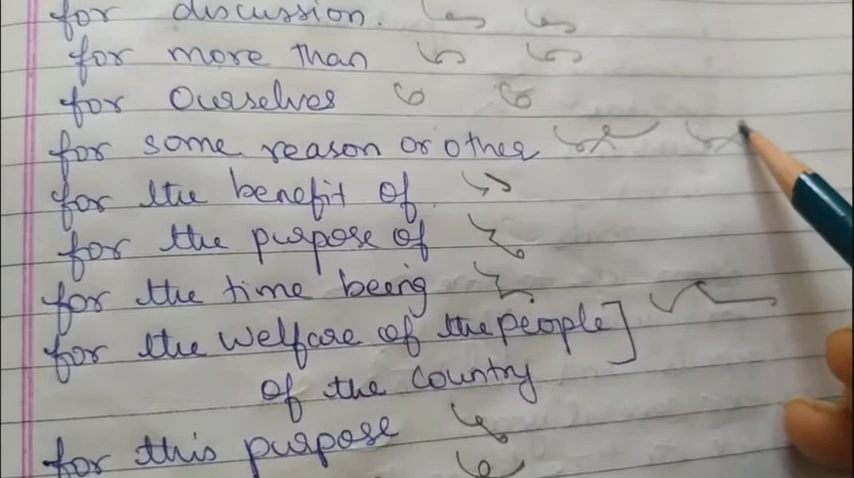 for discussion.
for more than
for Ourselves
for some reason or other
for the benefit of
for the purpose of
for the time being
for the welfare of the people]
of the country
for this purpose